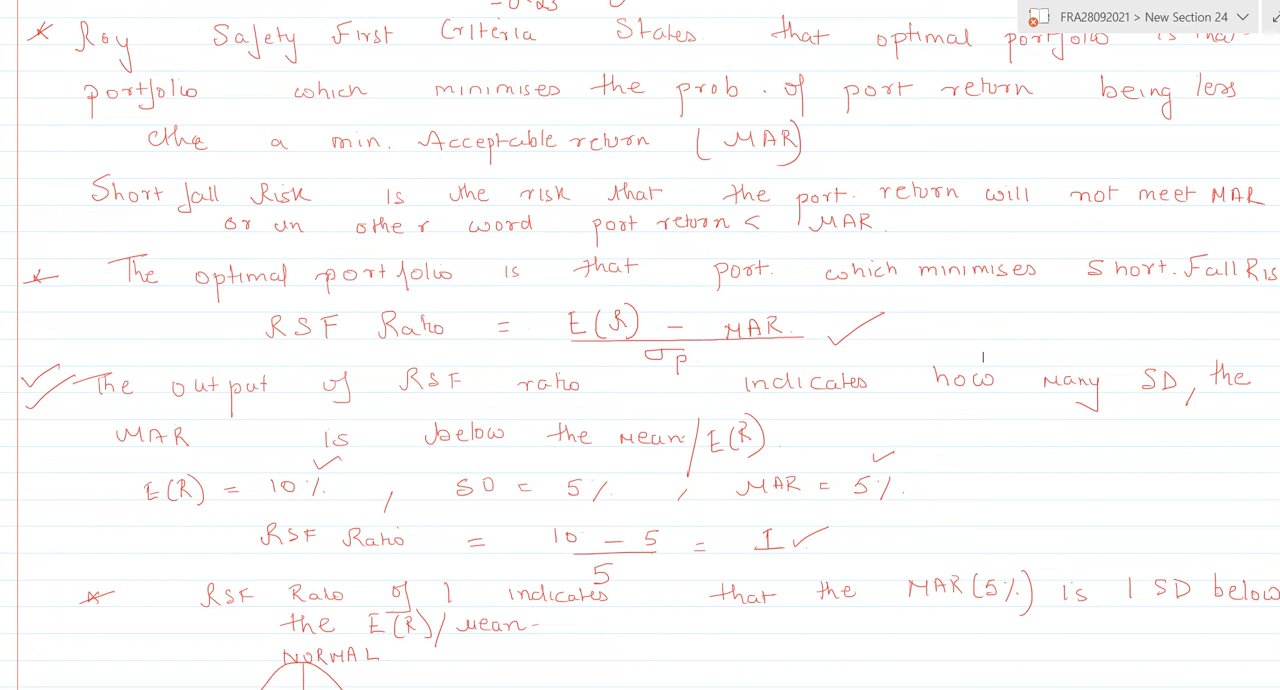 FRA28092021 > New Section 24
* Roy Safety First Criteria States that optimal portfolio is that
portfolio which minimises the prob. of port return being less
the a min. Acceptable return (MAR)
Short fall Risk is the risk that the port. return will not meet MAR
or in other word port return < MAR.
* The optimal portfolio is that port. which minimises Short.Fall Ris
RSF Ratio = E(R) - MAR. ✓
σp
✓✓ The output of RSF ratio indicates how many SD, the
MAR is below the mean/E(R)
E(R) = 10%, SD = 5%, MAR = 5%.
RSF Ratio = 10 - 5 = 1 ✓
5
* RSF Rato of 1 indicates that the MAR(5%) is 1 SD below
the E(R)/mean-
NORMAL